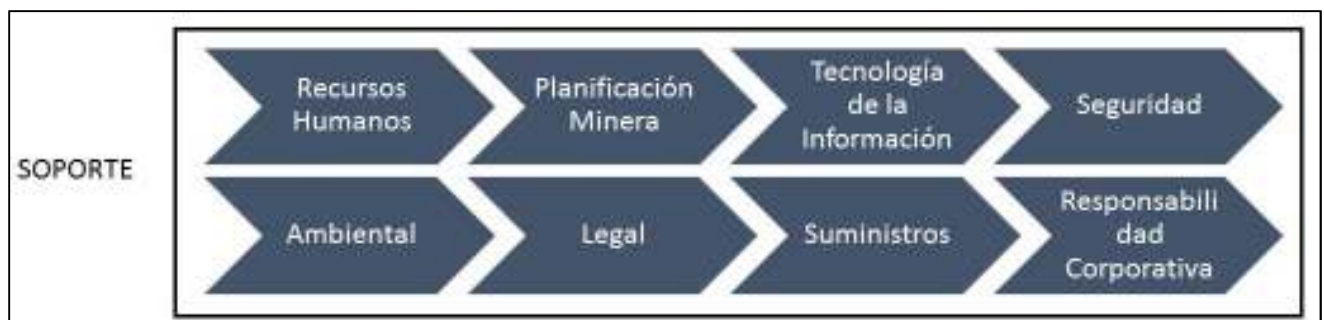 SOPORTE
Recursos
Humanos
Planificación
Minera
Tecnología
de la
Información
Seguridad
Ambiental
Legal
Suministros
Responsabili
dad
Corporativa